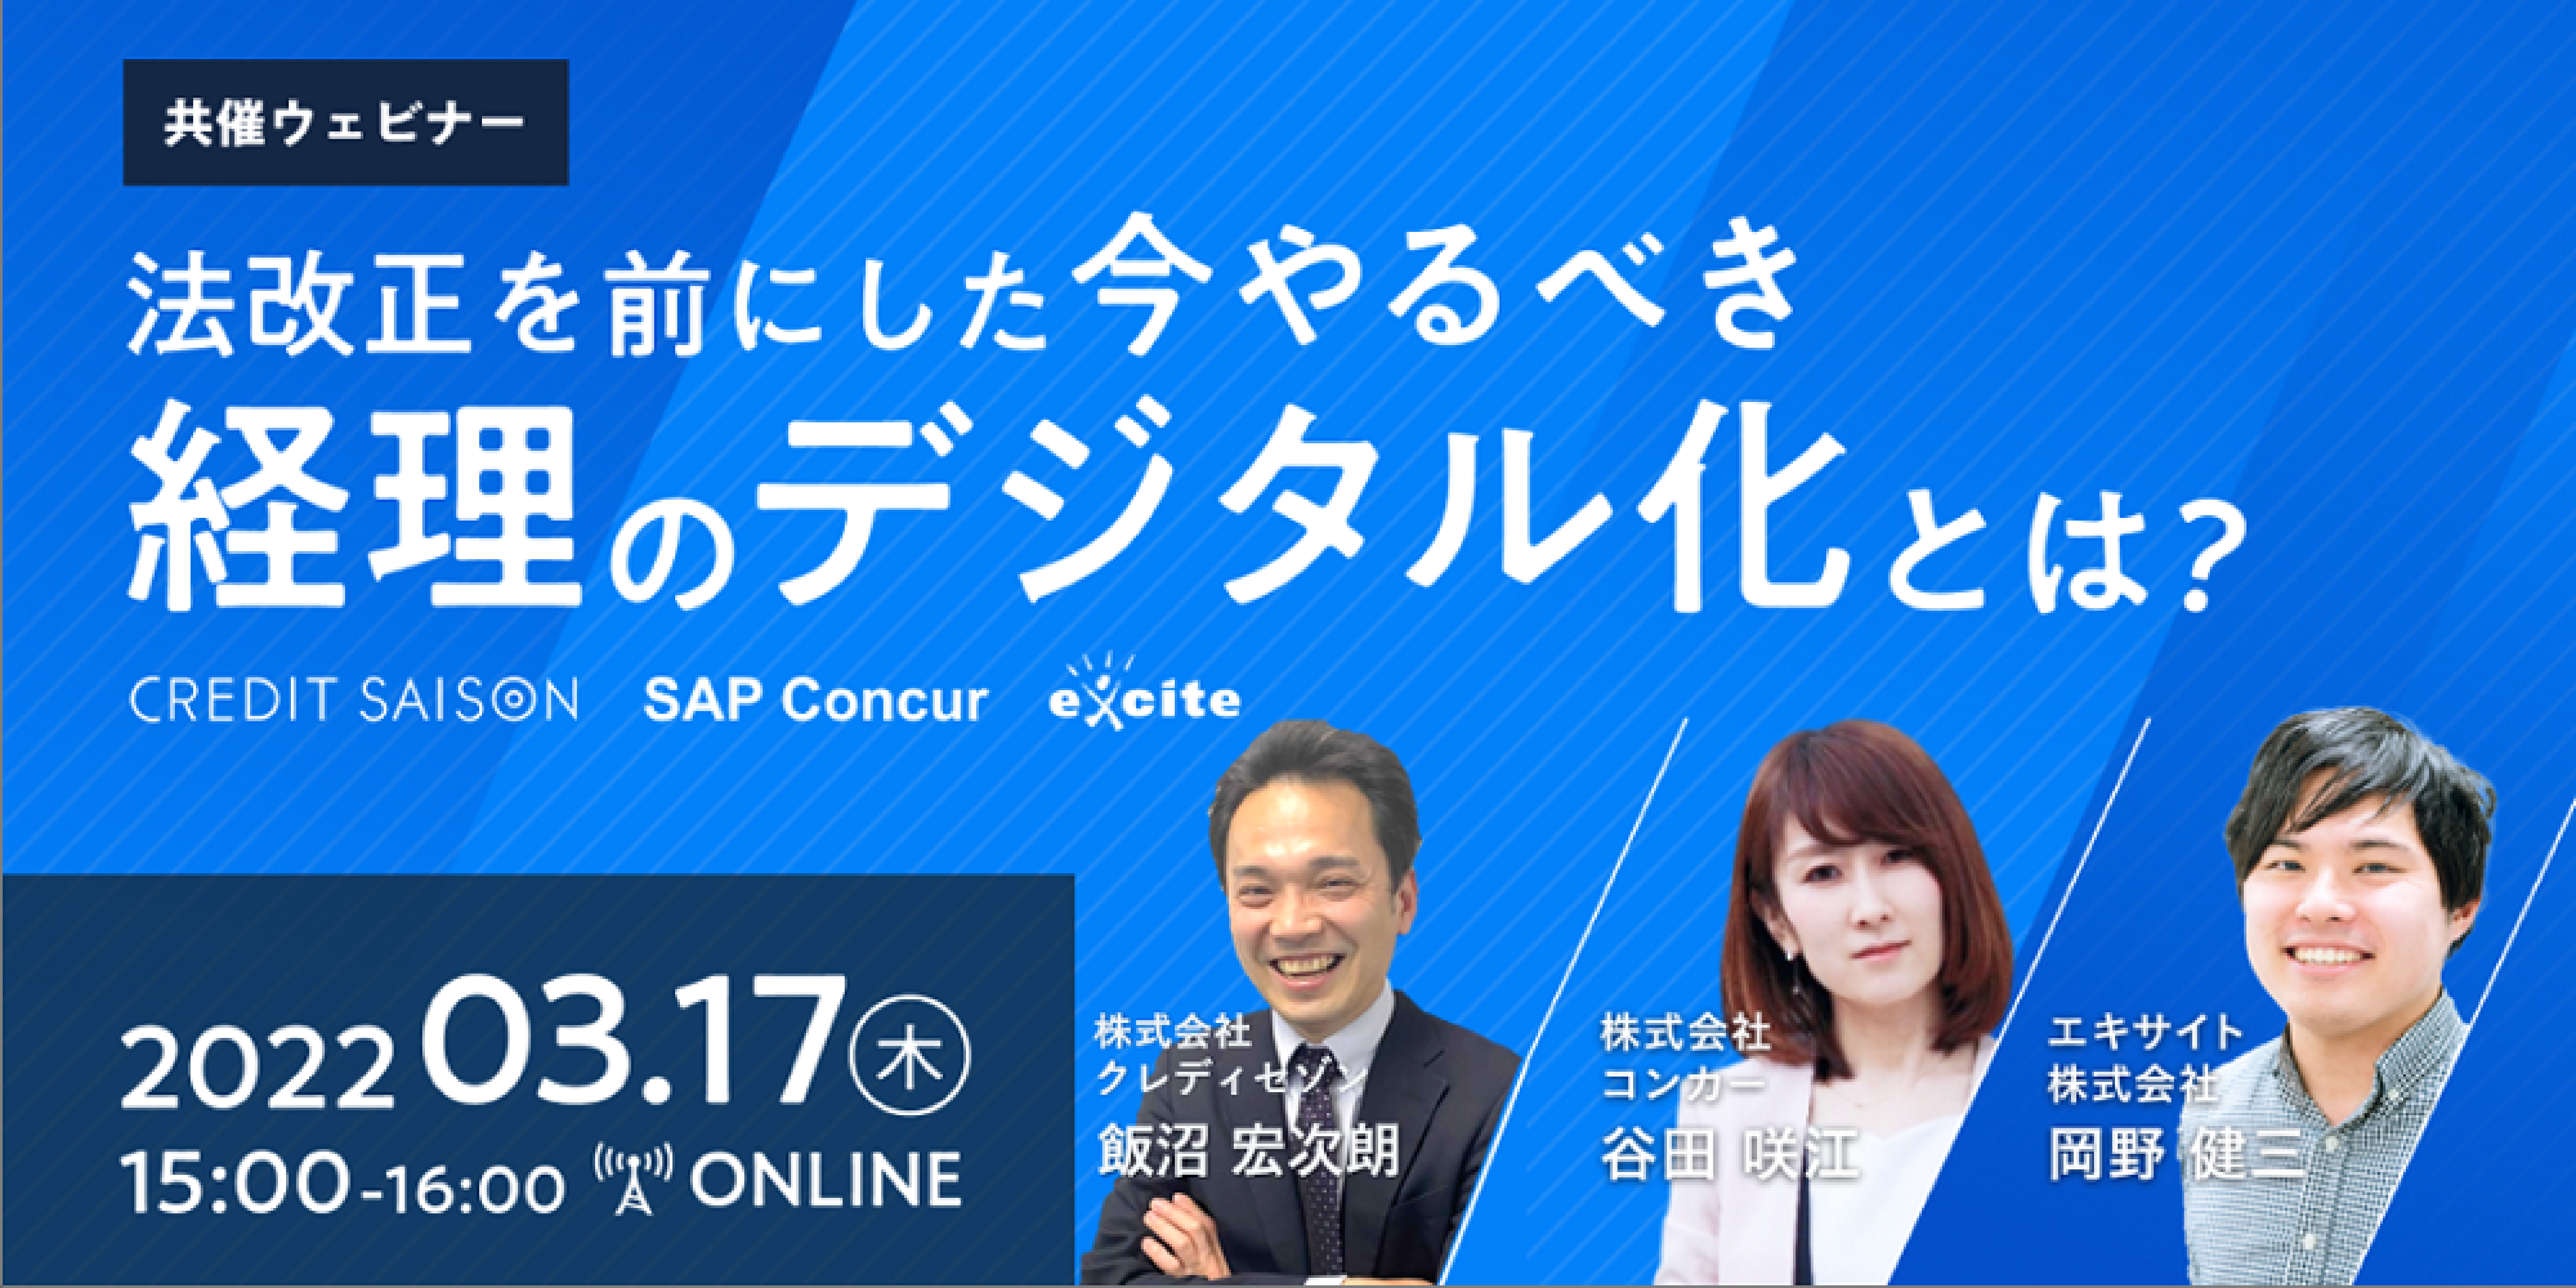 共催ウェビナー
法改正を前にした今やるべき
経理のデジタル化とは?
CREDIT SAISON SAP Concur excite
2022 03.17 木
15:00-16:00 ONLINE
株式会社
クレディセゾン
飯沼 宏次朗
株式会社
コンカー
谷田 咲江
エキサイト
株式会社
岡野 健三